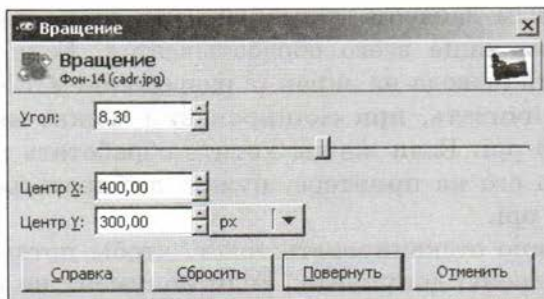 Вращение
Вращение
Фон-14 (cadr.jpg)
Угол: 8,30
Центр X: 400,00
Центр Y: 300,00 px
Справка Сбросить Повернуть Отменить